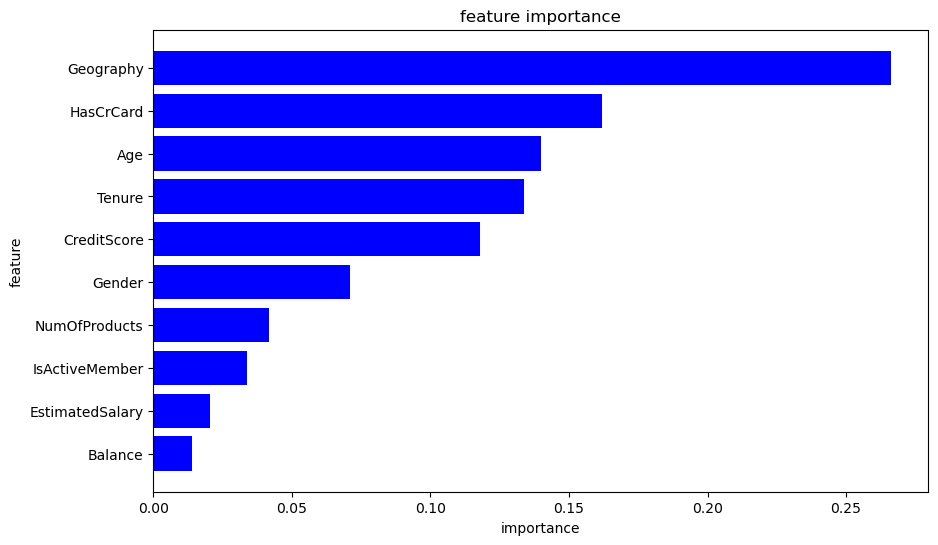 feature importance
Geography
HasCrCard
Age
Tenure
CreditScore
Gender
NumOfProducts
IsActiveMember
EstimatedSalary
Balance
feature
0.00 0.05 0.10 0.15 0.20 0.25
importance